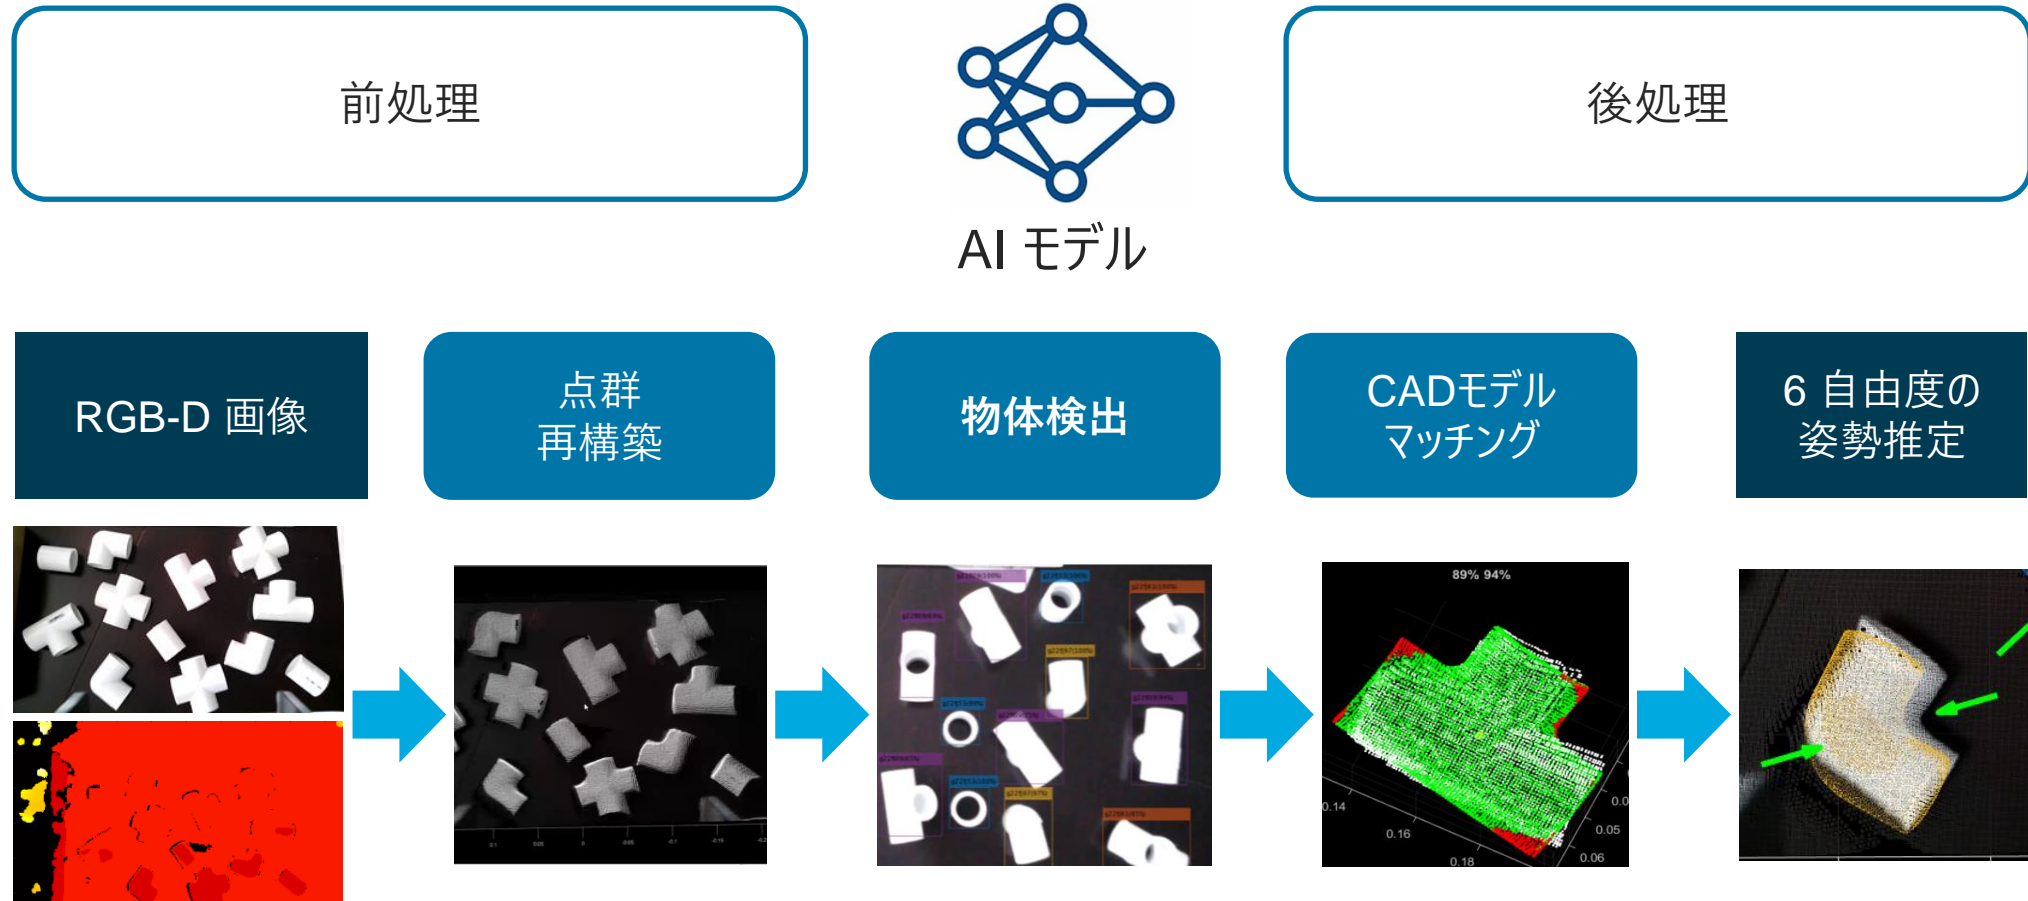 前処理
AI モデル
後処理
RGB-D 画像
点群
再構築
物体検出
CADモデル
マッチング
6 自由度の
姿勢推定
89% 94%
0.14
0.16
0.18
0.05
0.06